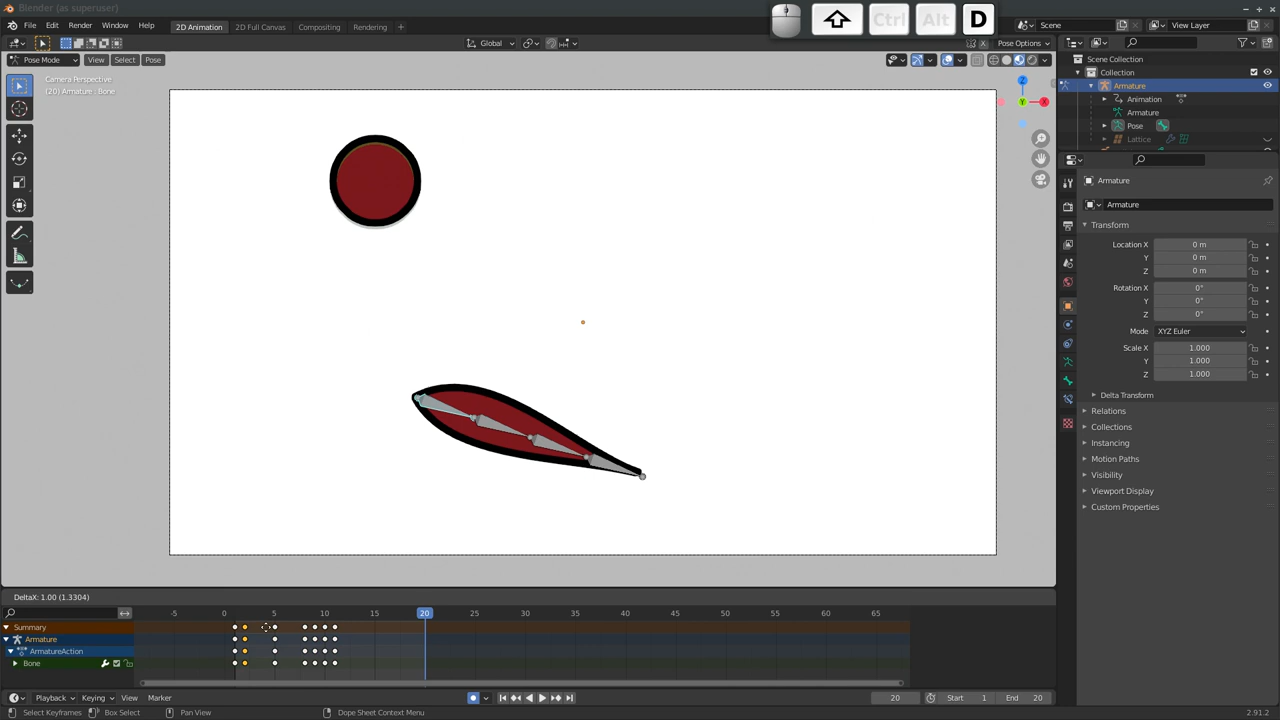 Blender (as superuser)
File Edit Render Window Help 2D Animation 2D Full Canvas Compositing Rendering + Scene View Layer
Ctrl Alt D
Global Pose Options
Pose Mode View Select Pose
Camera Perspective
(20) Armature : Bone
Z
Y
X
Scene Collection
Collection
Armature
Animation
Armature
Pose
Lattice
Armature
Armature
Transform
Location X 0 m
Y 0 m
Z 0 m
Rotation X 0°
Y 0°
Z 0°
Mode XYZ Euler
Scale X 1.000
Y 1.000
Z 1.000
Delta Transform
Relations
Collections
Instancing
Motion Paths
Visibility
Viewport Display
Custom Properties
DeltaX: 1.00 (1.3304)
-5 0 5 10 15 20 25 30 35 40 45 50 55 60 65
Summary
Armature
ArmatureAction
Bone
Playback Keying View Marker 20 Start 1 End 20
Select Keyframes Box Select Pan View Dope Sheet Context Menu 2.91.2